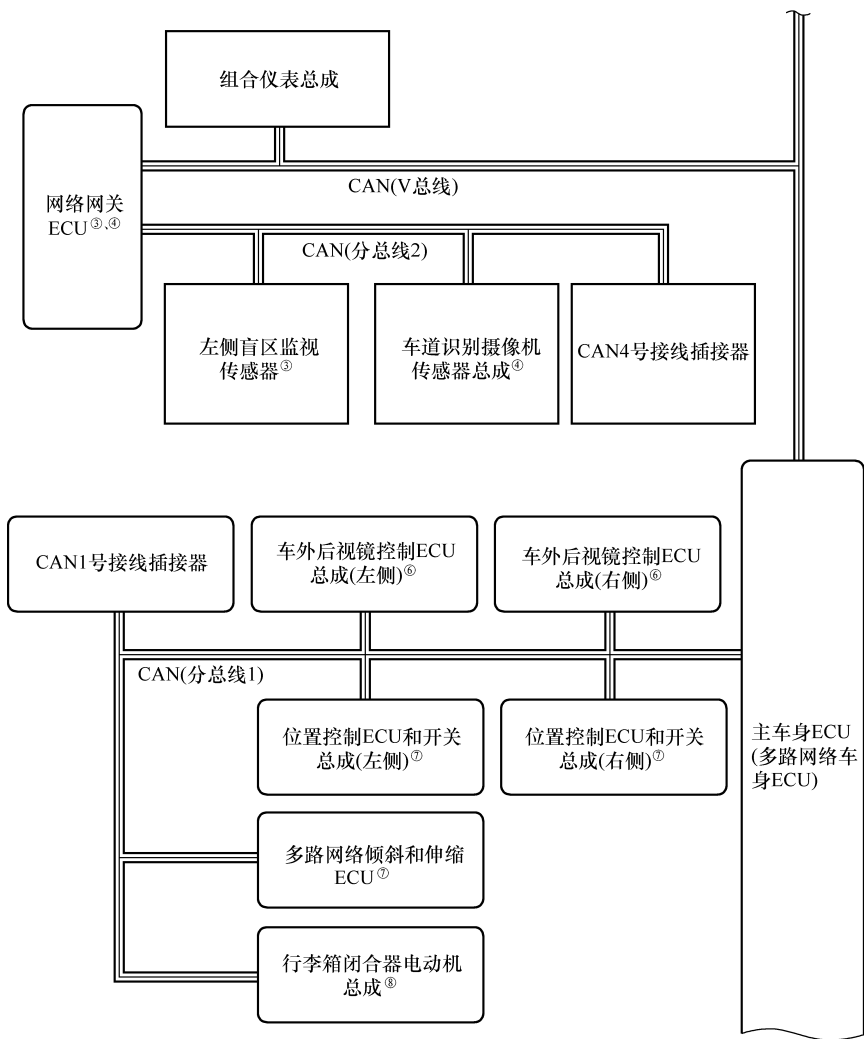 组合仪表总成
网络网关
ECU③、④
CAN(V总线)
CAN(分总线2)
左侧盲区监视
传感器③
车道识别摄像机
传感器总成④
CAN4号接线插接器
CAN1号接线插接器
车外后视镜控制ECU
总成(左侧)⑥
车外后视镜控制ECU
总成(右侧)⑥
CAN(分总线1)
位置控制ECU和开关
总成(左侧)⑦
位置控制ECU和开关
总成(右侧)⑦
主车身ECU
(多路网络车
身ECU)
多路网络倾斜和伸缩
ECU⑦
行李箱闭合器电动机
总成⑧